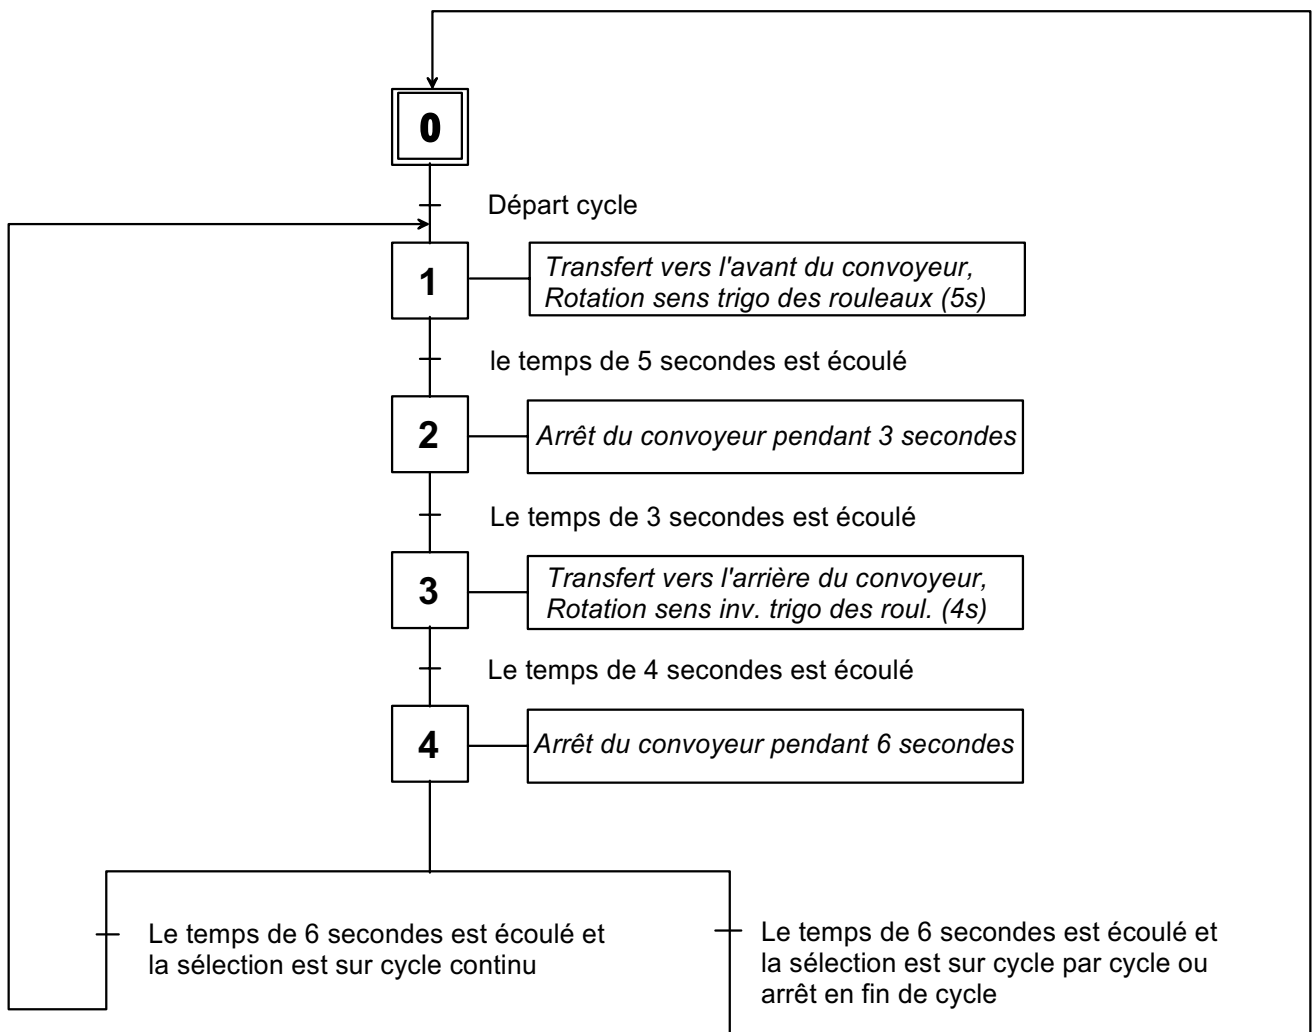 0
Départ cycle
1
Transfert vers l'avant du convoyeur,
Rotation sens trigo des rouleaux (5s)
le temps de 5 secondes est écoulé
2
Arrêt du convoyeur pendant 3 secondes
Le temps de 3 secondes est écoulé
3
Transfert vers l'arrière du convoyeur,
Rotation sens inv. trigo des roul. (4s)
Le temps de 4 secondes est écoulé
4
Arrêt du convoyeur pendant 6 secondes
Le temps de 6 secondes est écoulé et
la sélection est sur cycle continu
Le temps de 6 secondes est écoulé et
la sélection est sur cycle par cycle ou
arrêt en fin de cycle